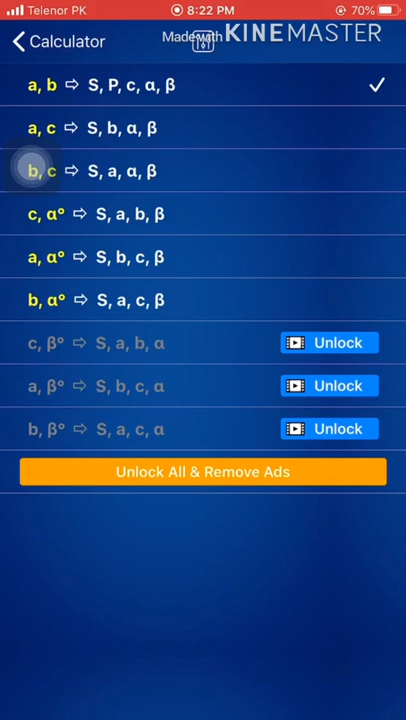 Telenor PK 8:22 PM 70%
Calculator
Made with KINEMASTER
a, b ⇨ S, P, c, α, β ✓
a, c ⇨ S, b, α, β
b, c ⇨ S, a, α, β
c, α° ⇨ S, a, b, β
a, α° ⇨ S, b, c, β
b, α° ⇨ S, a, c, β
c, β° ⇨ S, a, b, α Unlock
a, β° ⇨ S, b, c, α Unlock
b, β° ⇨ S, a, c, α Unlock
Unlock All & Remove Ads